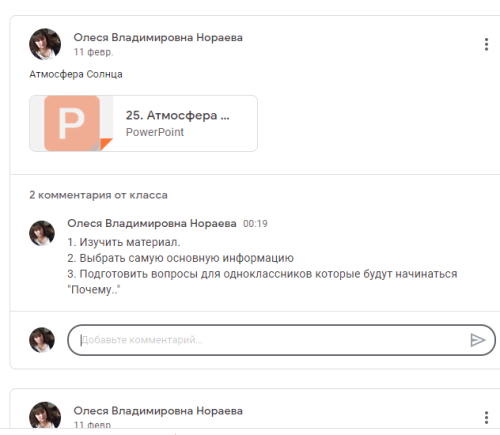 Олеся Владимировна Нораева
11 февр.
Атмосфера Солнца
P
25. Атмосфера ...
PowerPoint
2 комментария от класса
Олеся Владимировна Нораева 00:19
1. Изучить материал.
2. Выбрать самую основную информацию
3. Подготовить вопросы для одноклассников которые будут начинаться
"Почему.."
Добавьте комментарий...
Олеся Владимировна Нораева
11 февр.